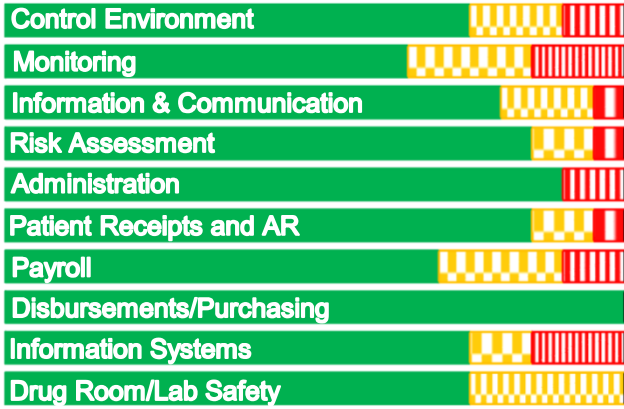 Control Environment
Monitoring
Information & Communication
Risk Assessment
Administration
Patient Receipts and AR
Payroll
Disbursements/Purchasing
Information Systems
Drug Room/Lab Safety